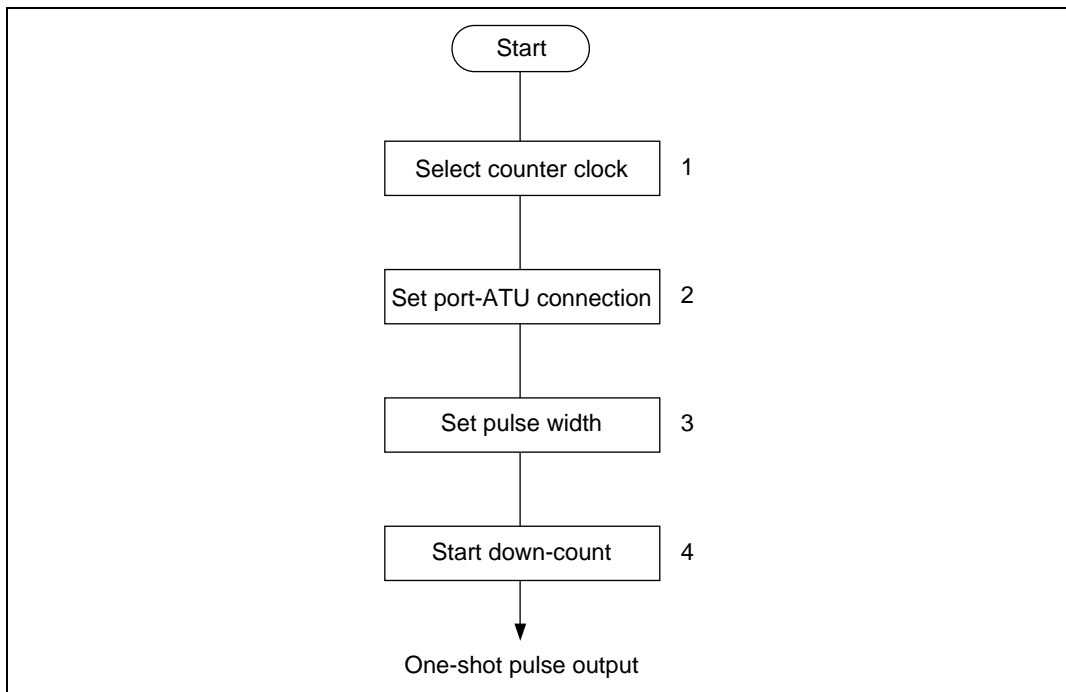 Start
Select counter clock 1
Set port-ATU connection 2
Set pulse width 3
Start down-count 4
One-shot pulse output